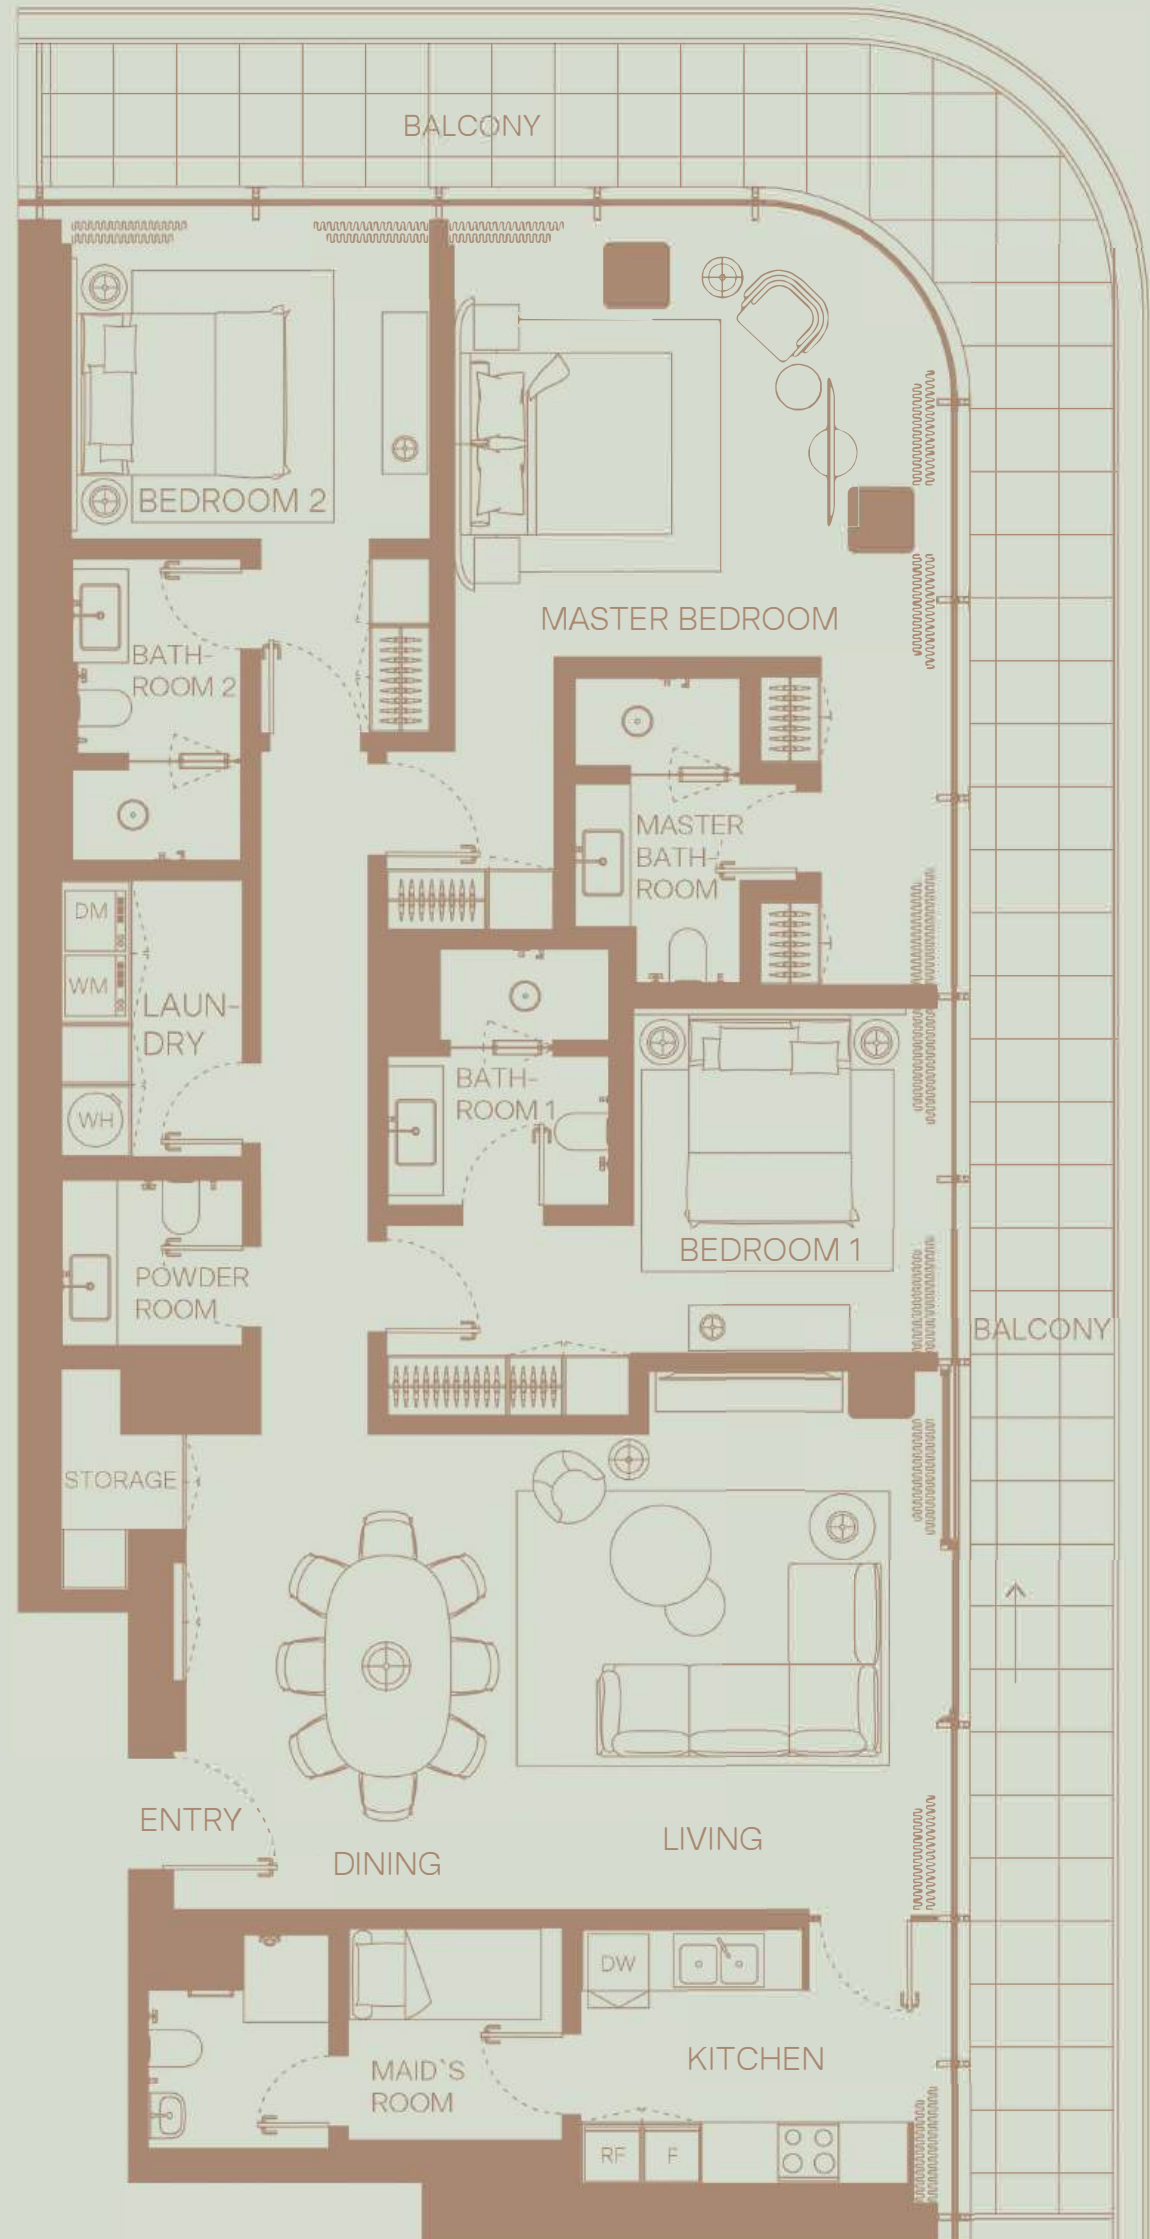 BALCONY
BEDROOM 2
MASTER BEDROOM
BATH-
ROOM 2
MASTER
BATH-
ROOM
DM
WM
LAUN-
DRY
WH
BATH-
ROOM 1
BEDROOM 1
POWDER
ROOM
BALCONY
STORAGE
ENTRY
DINING
LIVING
DW
KITCHEN
MAID`S
ROOM
RF
F